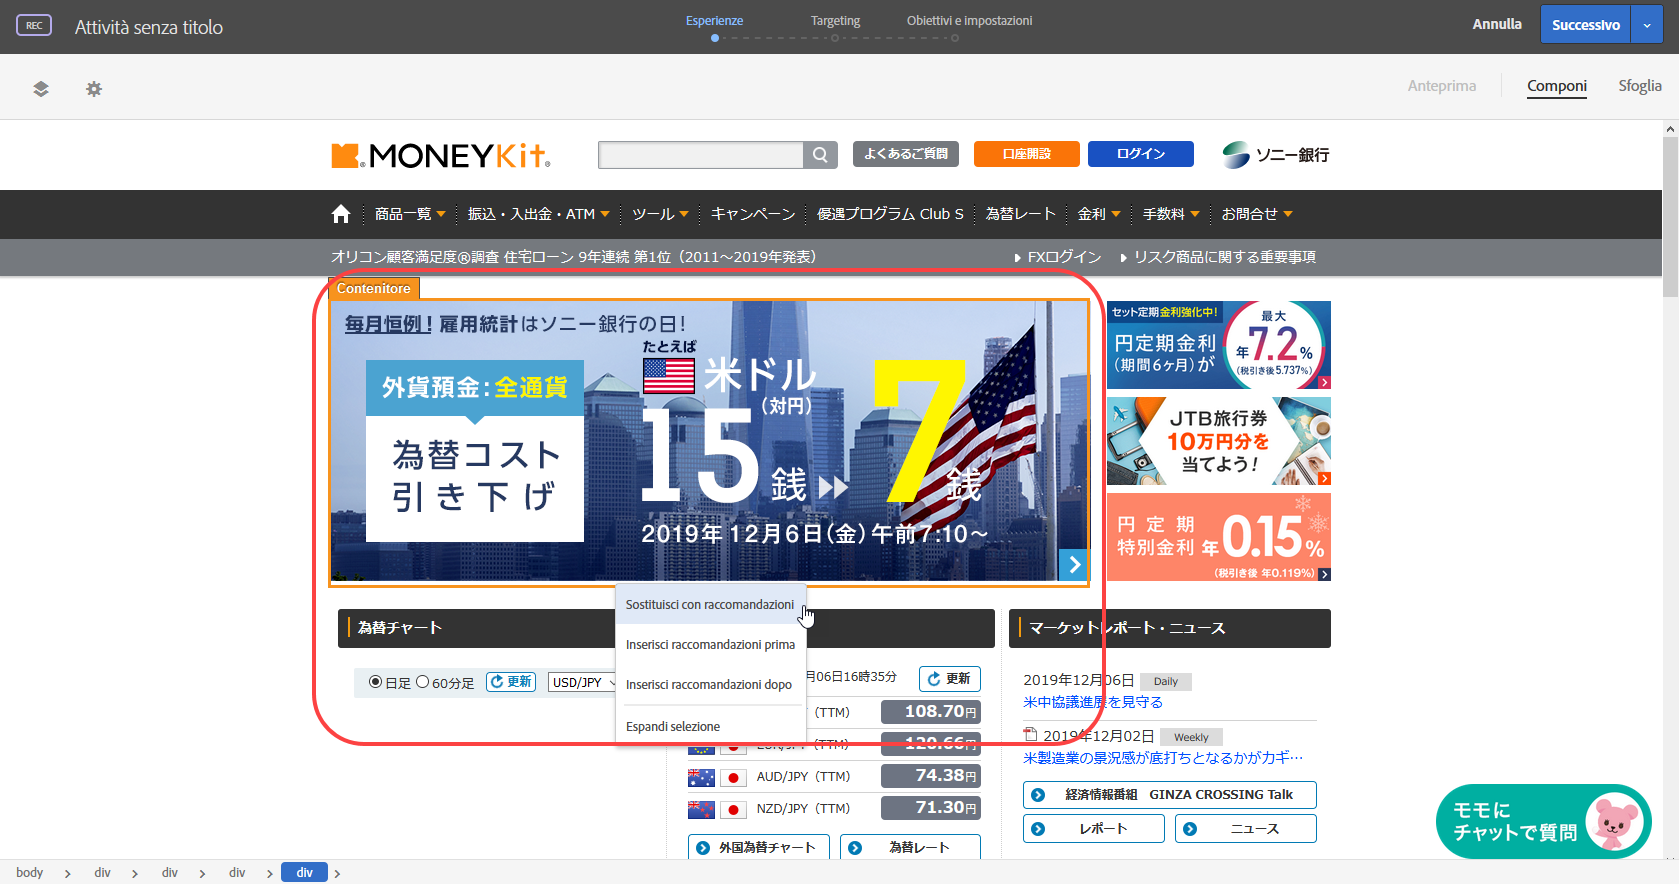 REC
Attività senza titolo
Esperienze
Targeting
Obiettivi e impostazioni
Annulla
Successivo
Anteprima
Componi
Sfoglia
MONEYKit
よくあるご質問
口座開設
ログイン
ソニー銀行
商品一覧
振込・入出金・ATM
ツール
キャンペーン
優遇プログラム Club S
為替レート
金利
手数料
お問合せ
オリコン顧客満足度®調査 住宅ローン 9年連続 第1位（2011～2019年発表）
FXログイン
リスク商品に関する重要事項
Contenitore
毎月恒例！雇用統計はソニー銀行の日！
外貨預金：全通貨
為替コスト
引き下げ
たとえば
米ドル
（対円）
15銭
7銭
2019年12月6日（金）午前7:10～
セット定期金利強化中！
円定期金利
（期間6ヶ月）が
最大
年7.2%
（税引き後5.737%）
JTB旅行券
10万円分を
当てよう！
円定期
特別金利
年0.15%
（税引き後 年0.119%）
Sostituisci con raccomandazioni
Inserisci raccomandazioni prima
Inserisci raccomandazioni dopo
Espandi selezione
為替チャート
日足
60分足
更新
USD/JPY
月06日16時35分
更新
(TTM)
108.70円
(TTM)
120.66円
AUD/JPY (TTM)
74.38円
NZD/JPY (TTM)
71.30円
外国為替チャート
為替レート
マーケットレポート・ニュース
2019年12月06日
Daily
米中協議進展を見守る
2019年12月02日
Weekly
米製造業の景況感が底打ちとなるかがカギ…
経済情報番組 GINZA CROSSING Talk
レポート
ニュース
モモに
チャットで質問
body
div
div
div
div